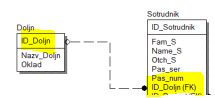 Doljn
ID_Doljn
Nazv_Doljn
Oklad
Sotrudnik
ID_Sotrudnik
Fam_S
Name_S
Otch_S
Pas_ser
Pas_num
ID_Doljn (FK)